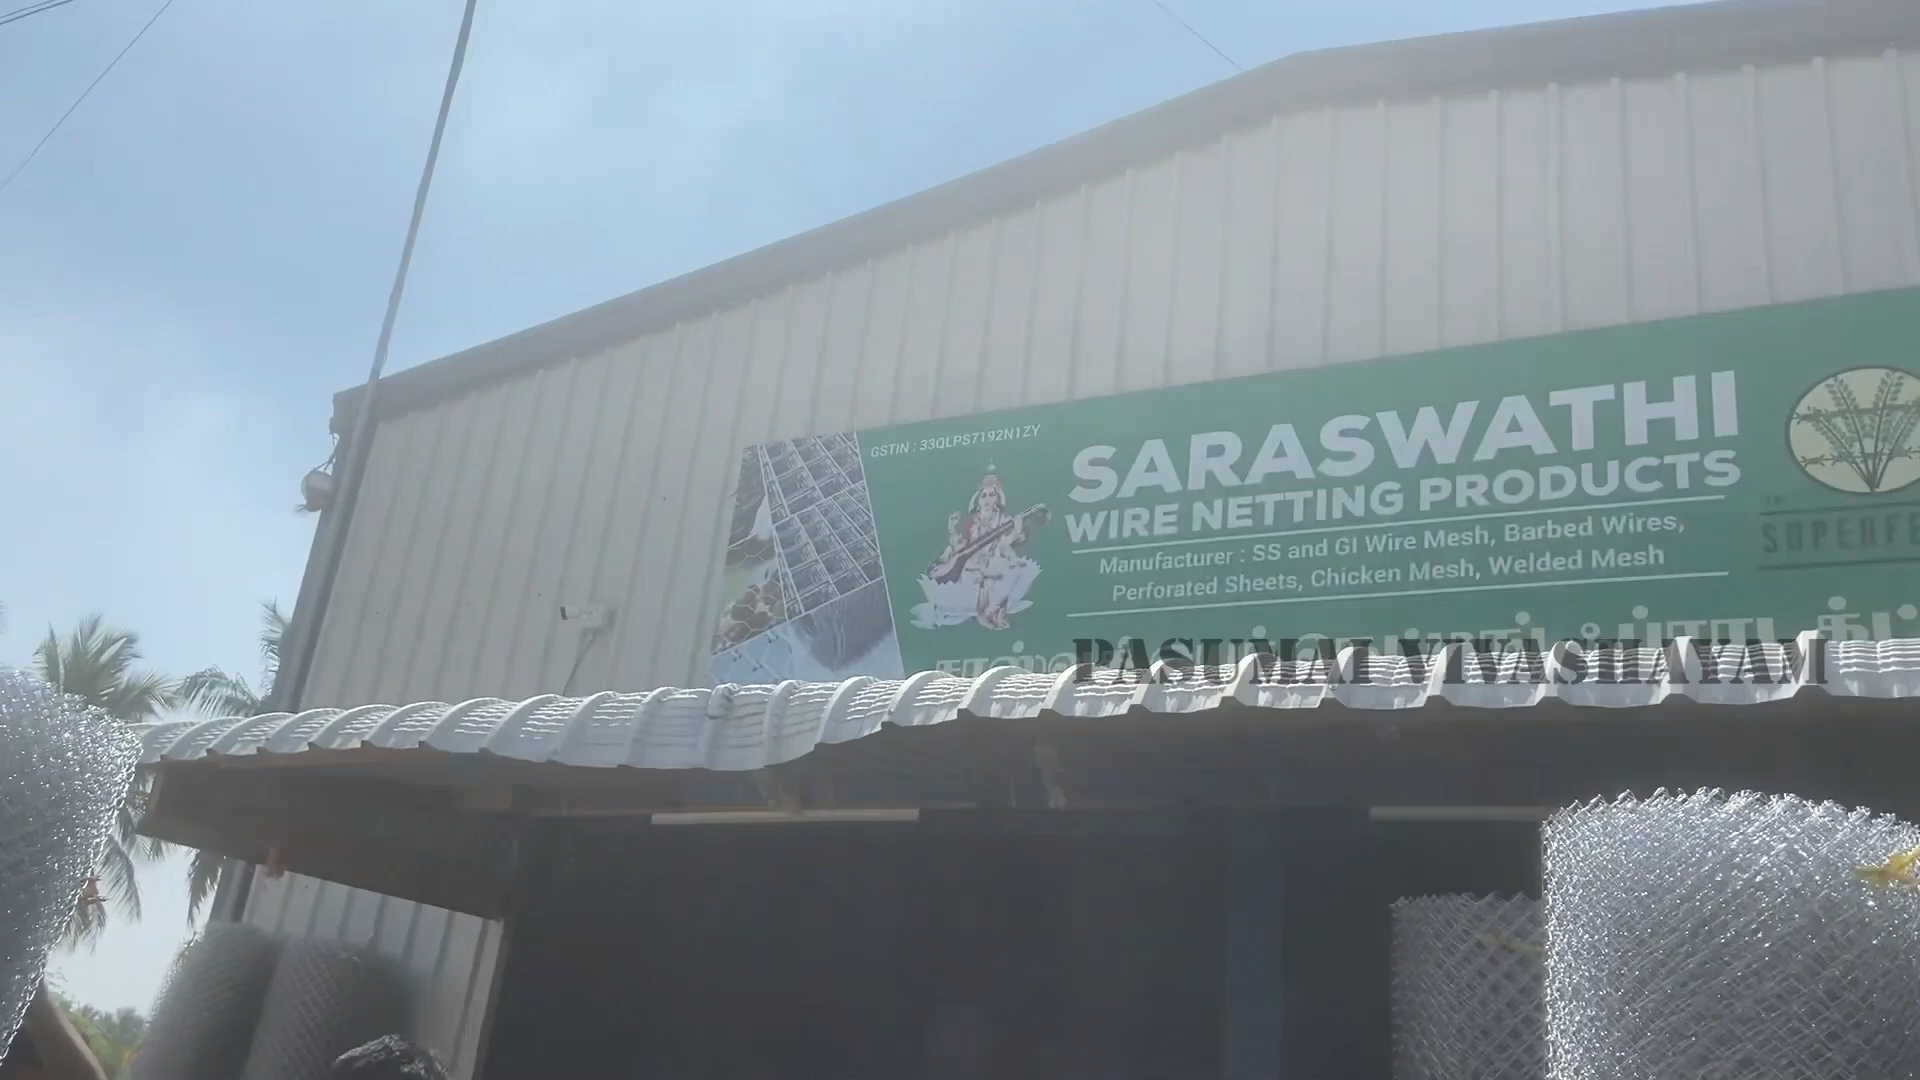 GSTIN : 33QLPS7192N1ZY
SARASWATHI
WIRE NETTING PRODUCTS
Manufacturer : SS and GI Wire Mesh, Barbed Wires,
Perforated Sheets, Chicken Mesh, Welded Mesh
PASUMAI VIVASHAYAM